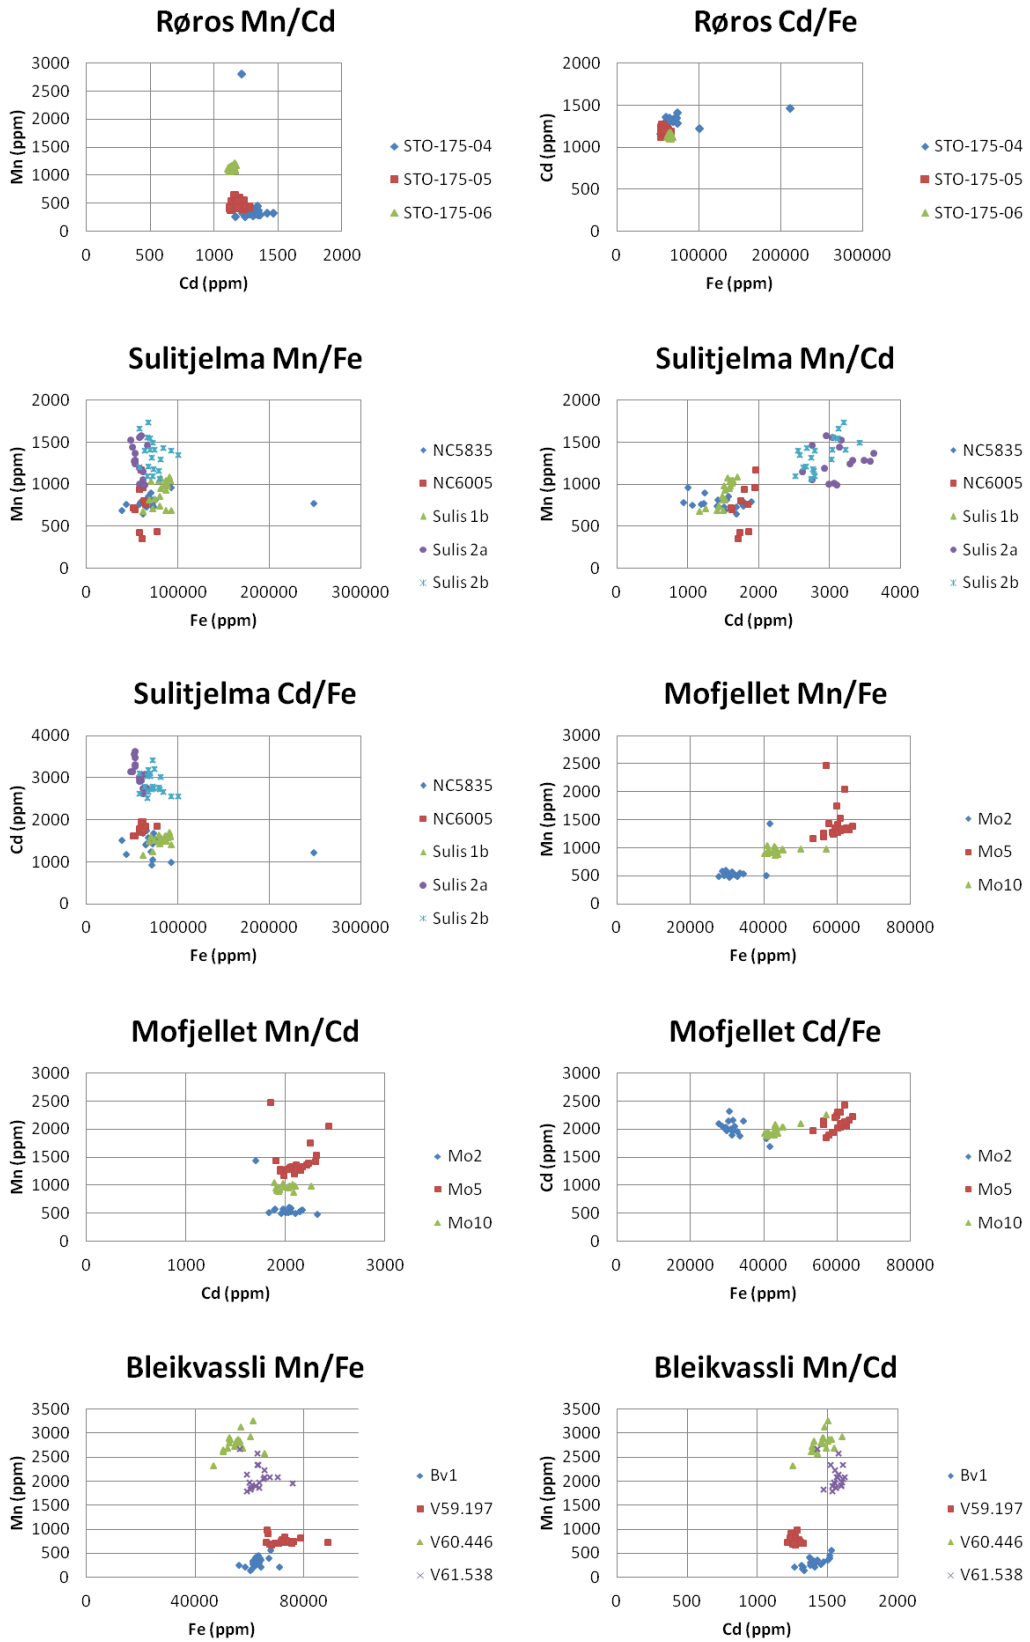 Røros Mn/Cd
Mn (ppm)
3000
2500
2000
1500
1000
500
0
0 500 1000 1500 2000
Cd (ppm)
STO-175-04
STO-175-05
STO-175-06
Røros Cd/Fe
Cd (ppm)
2000
1500
1000
500
0
0 100000 200000 300000
Fe (ppm)
STO-175-04
STO-175-05
STO-175-06
Sulitjelma Mn/Fe
Mn (ppm)
2000
1500
1000
500
0
0 100000 200000 300000
Fe (ppm)
NC5835
NC6005
Sulis 1b
Sulis 2a
Sulis 2b
Sulitjelma Mn/Cd
Mn (ppm)
2000
1500
1000
500
0
0 1000 2000 3000 4000
Cd (ppm)
NC5835
NC6005
Sulis 1b
Sulis 2a
Sulis 2b
Sulitjelma Cd/Fe
Cd (ppm)
4000
3000
2000
1000
0
0 100000 200000 300000
Fe (ppm)
NC5835
NC6005
Sulis 1b
Sulis 2a
Sulis 2b
Mofjellet Mn/Fe
Mn (ppm)
3000
2500
2000
1500
1000
500
0
0 20000 40000 60000 80000
Fe (ppm)
Mo2
Mo5
Mo10
Mofjellet Mn/Cd
Mn (ppm)
3000
2500
2000
1500
1000
500
0
0 1000 2000 3000
Cd (ppm)
Mo2
Mo5
Mo10
Mofjellet Cd/Fe
Cd (ppm)
3000
2500
2000
1500
1000
500
0
0 20000 40000 60000 80000
Fe (ppm)
Mo2
Mo5
Mo10
Bleikvassli Mn/Fe
Mn (ppm)
3500
3000
2500
2000
1500
1000
500
0
40000 80000
Fe (ppm)
Bv1
V59.197
V60.446
V61.538
Bleikvassli Mn/Cd
Mn (ppm)
3500
3000
2500
2000
1500
1000
500
0
0 500 1000 1500 2000
Cd (ppm)
Bv1
V59.197
V60.446
V61.538